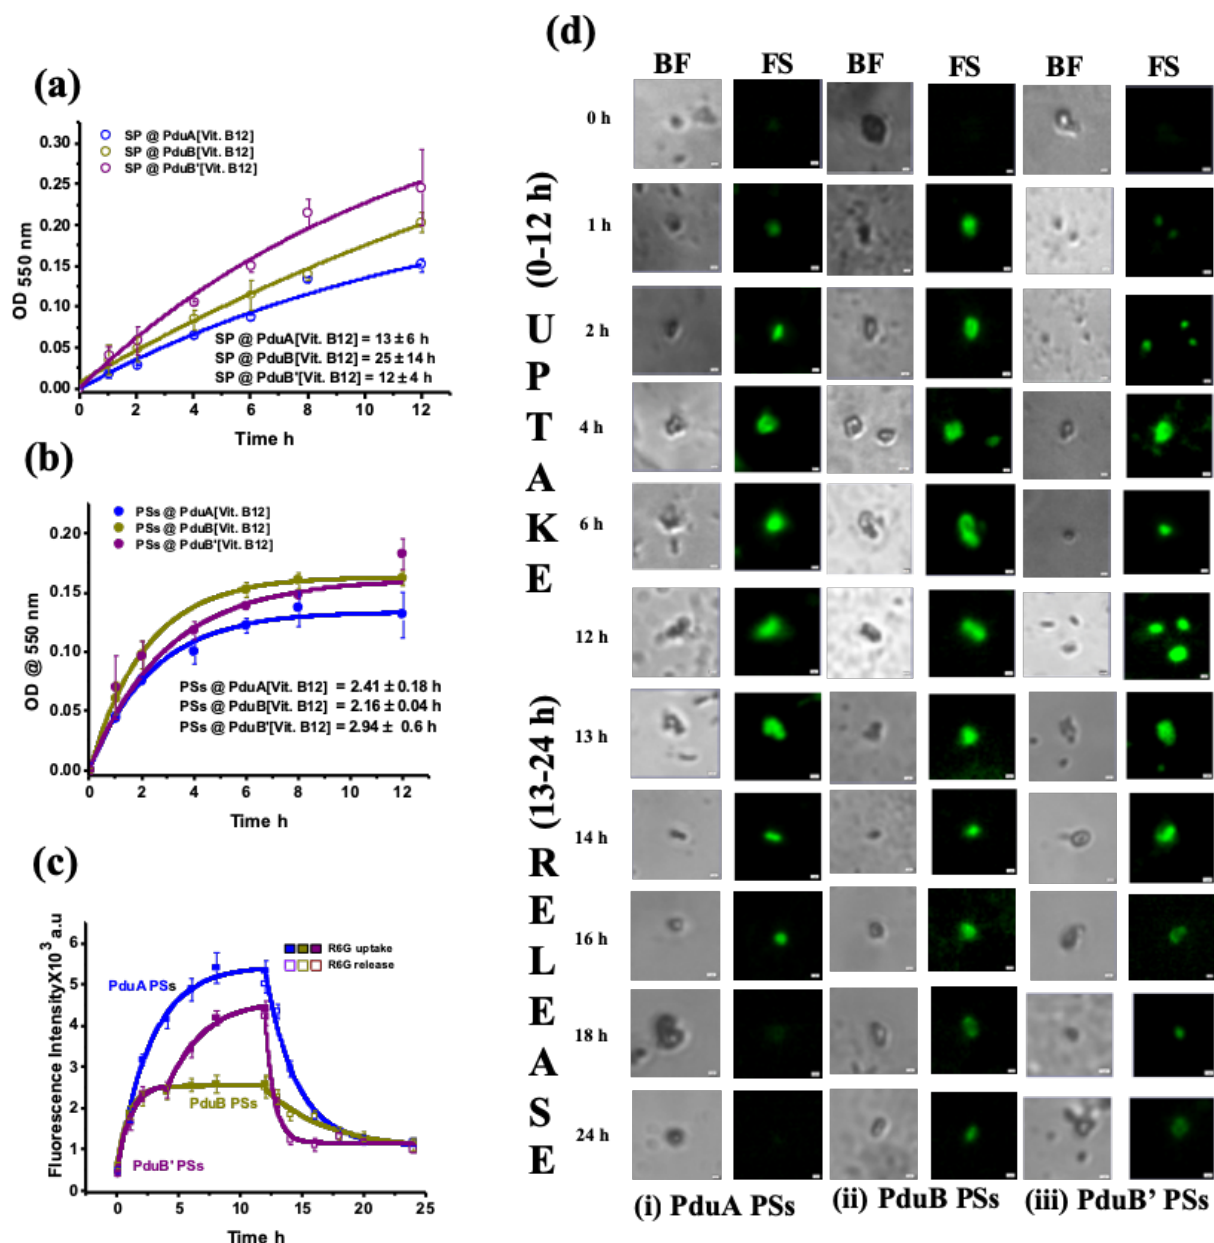 (a)
0.30
0.25
0.20
0.15
0.10
0.05
0.00
OD 550 nm
SP @ PduA[Vit. B12]
SP @ PduB[Vit. B12]
SP @ PduB'[Vit. B12]
SP @ PduA[Vit. B12] = 13 ± 6 h
SP @ PduB[Vit. B12] = 25 ± 14 h
SP @ PduB'[Vit. B12] = 12 ± 4 h
0 2 4 6 8 10 12
Time h
(b)
0.20
0.15
0.10
0.05
0.00
OD @ 550 nm
PSs @ PduA[Vit. B12]
PSs @ PduB[Vit. B12]
PSs @ PduB'[Vit. B12]
PSs @ PduA[Vit. B12] = 2.41 ± 0.18 h
PSs @ PduB[Vit. B12] = 2.16 ± 0.04 h
PSs @ PduB'[Vit. B12] = 2.94 ± 0.6 h
0 2 4 6 8 10 12
Time h
(c)
6
5
4
3
2
1
0
Fluorescence Intensity X 10 3 a.u
R6G uptake
R6G release
PduA PSs
PduB PSs
PduB' PSs
0 5 10 15 20 25
Time h
(d)
BF FS BF FS BF FS
UPTAKE (0-12 h)
0 h
1 h
2 h
4 h
6 h
12 h
RELEASE (13-24 h)
13 h
14 h
16 h
18 h
24 h
(i) PduA PSs (ii) PduB PSs (iii) PduB' PSs